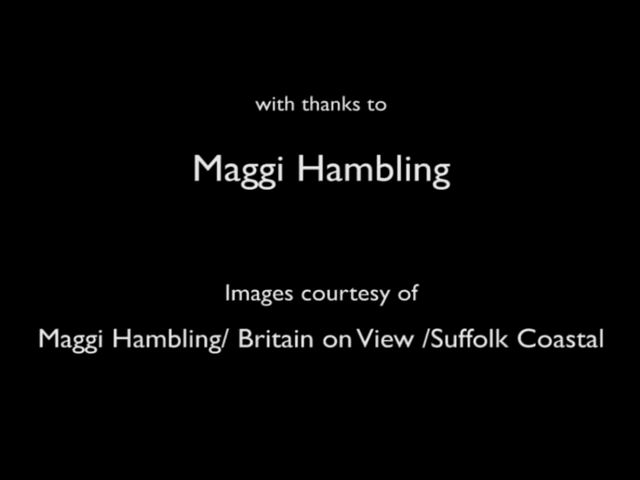 with thanks to
Maggi Hambling
Images courtesy of
Maggi Hambling/ Britain on View /Suffolk Coastal